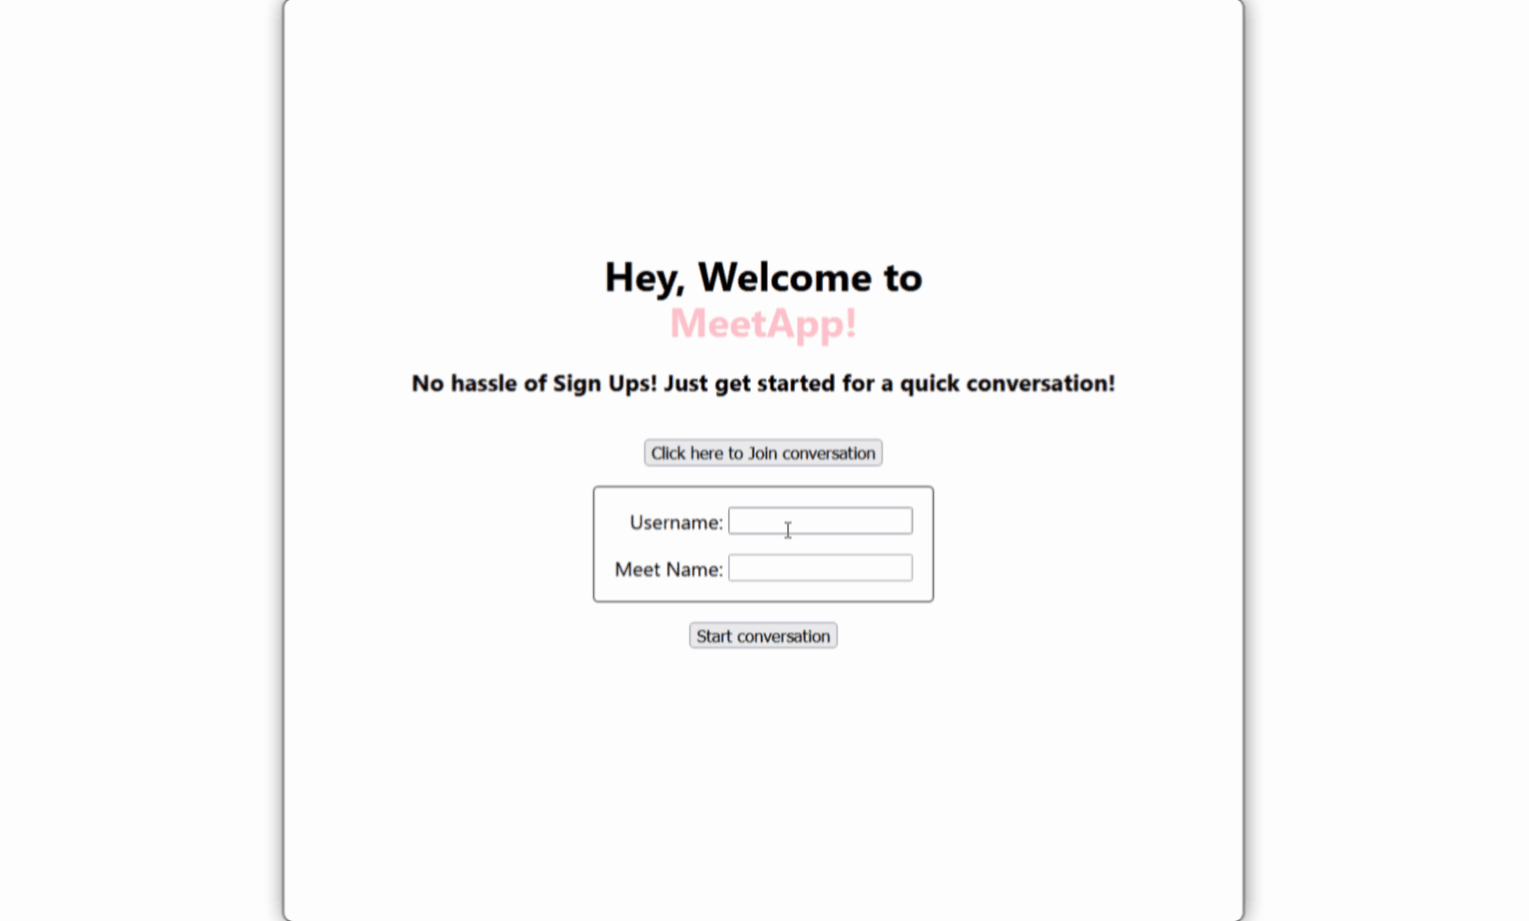 Hey, Welcome to
MeetApp!
No hassle of Sign Ups! Just get started for a quick conversation!
Click here to Join conversation
Username:
Meet Name:
Start conversation